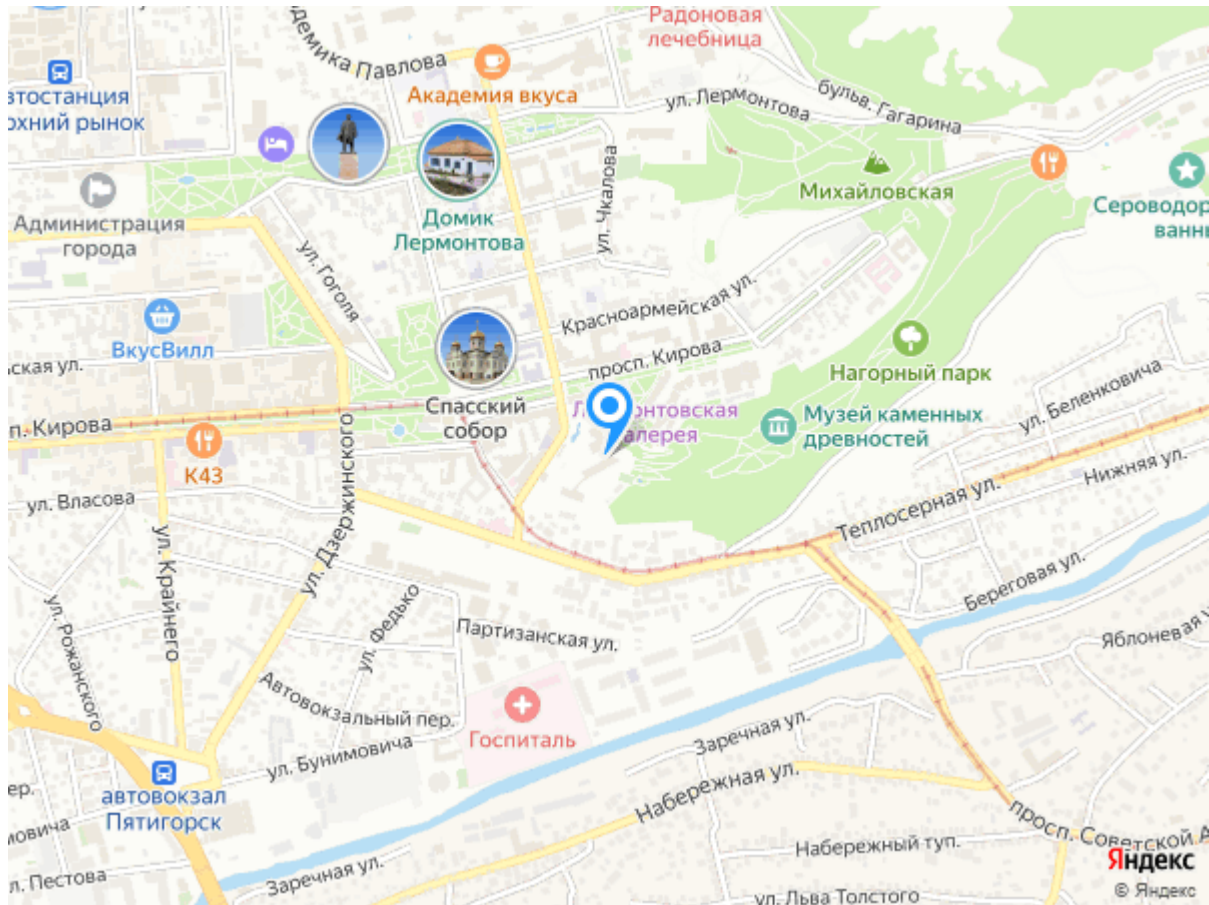 Радоновая
лечебница
демика Павлова
Академия вкуса
втостанция
рхний рынок
ул. Лермонтова
бульв. Гагарина
ул. Чкалова
Михайловская
Администрация
города
Домик
Лермонтова
Сероводор
ванн
ул. Гоголя
Красноармейская ул.
ВкусВилл
ская ул.
просп. Кирова
Нагорный парк
ул. Беленковича
Спасский
собор
п. Кирова
Музей каменных
древностей
К43
ул. Власова
ул. Дзержинского
Нижняя ул.
Теплосерная ул.
ул. Крайнего
ул. Рожанского
ул. Федько
Партизанская ул.
Береговая ул.
Яблоневая у
Автовокзальный пер.
Госпиталь
ул. Бунимовича
Заречная ул.
Набережная ул.
автовокзал
Пятигорск
ер.
мовича
просп. Советской А
Набережный туп.
л. Пестова
Заречная ул.
ул. Льва Толстого
Яндекс
© Яндекс